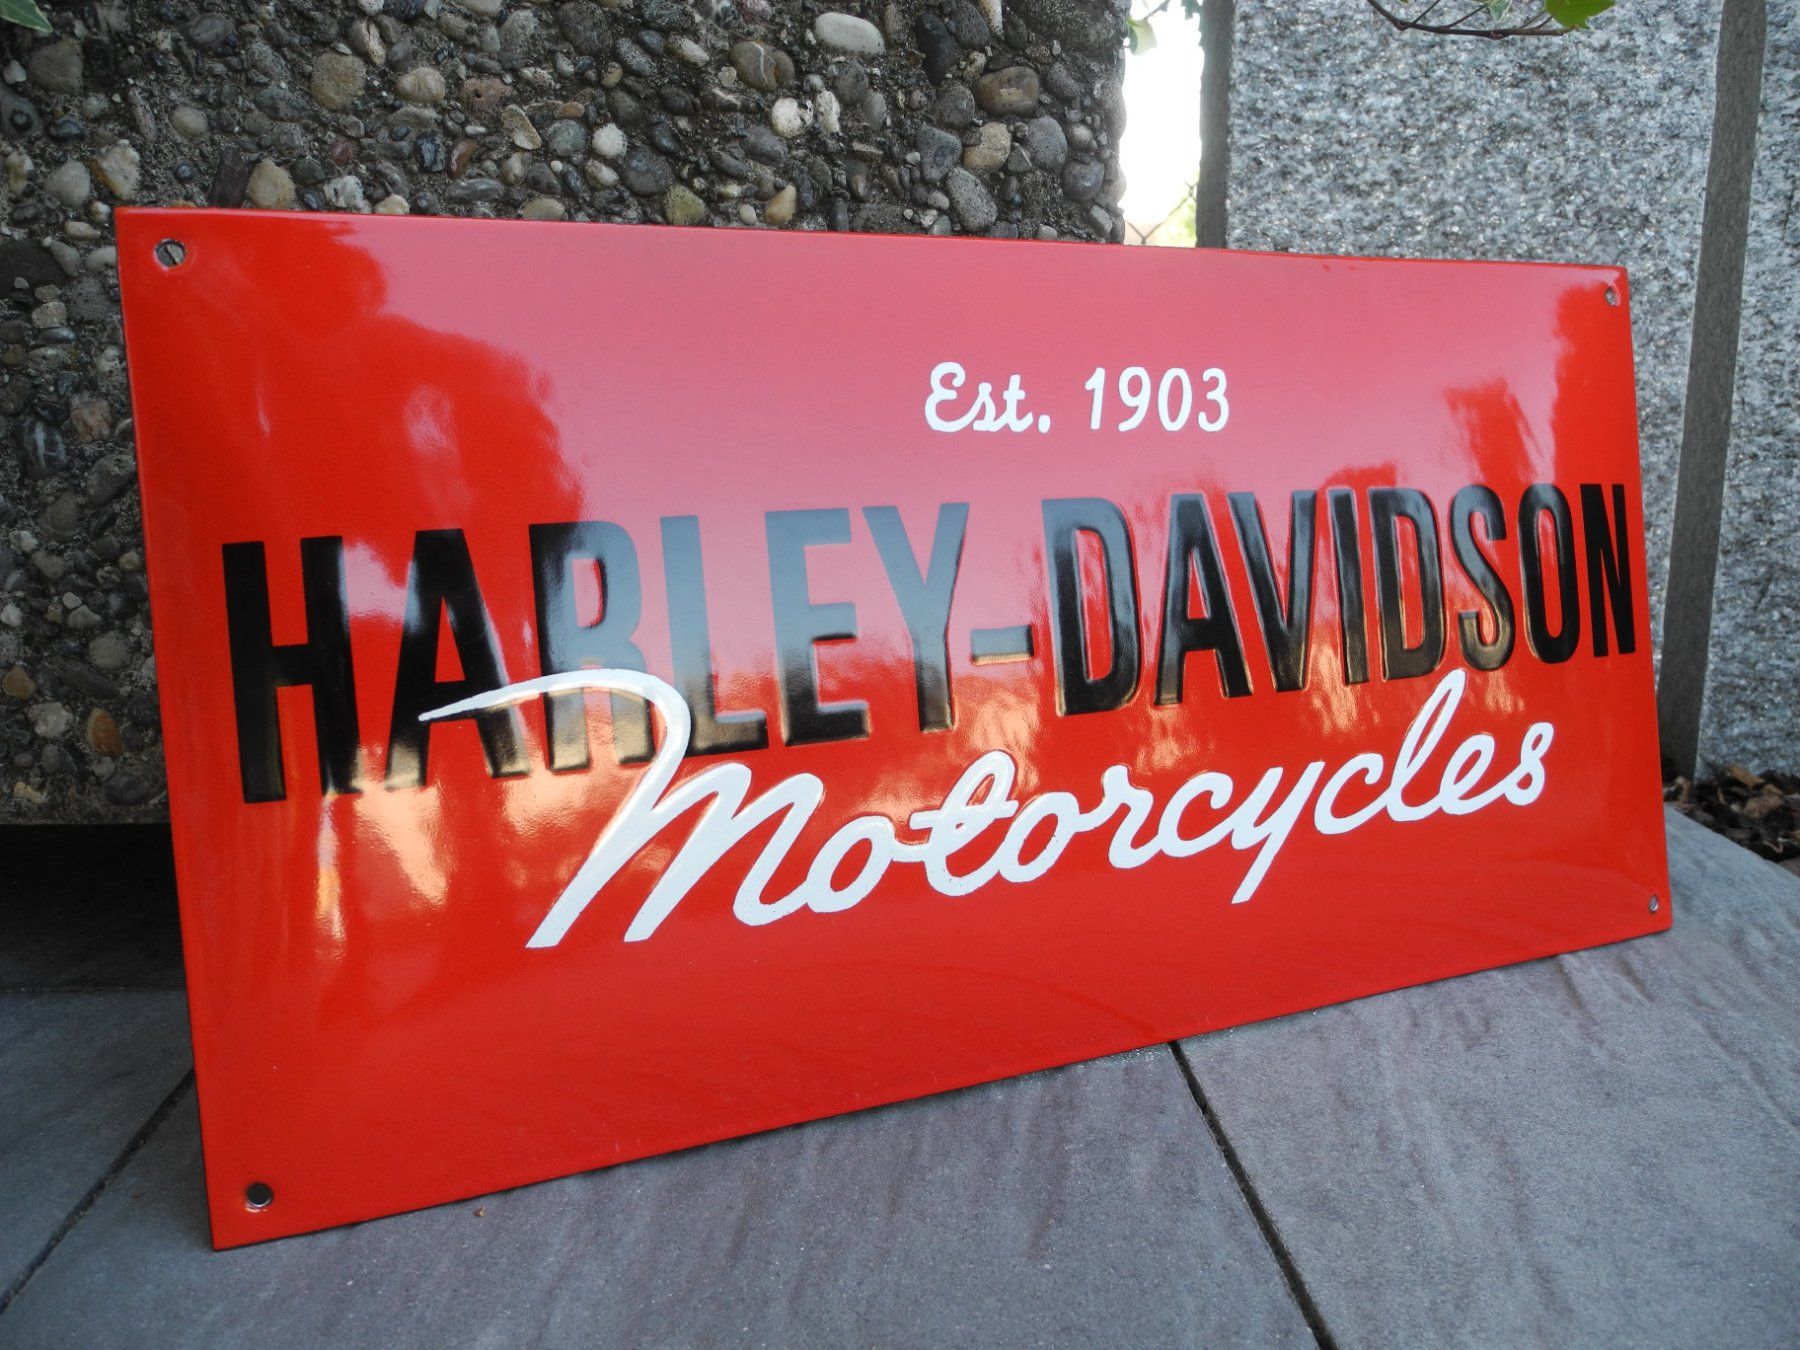 Est. 1903
HARLEY-DAVIDSON
Motorcycles